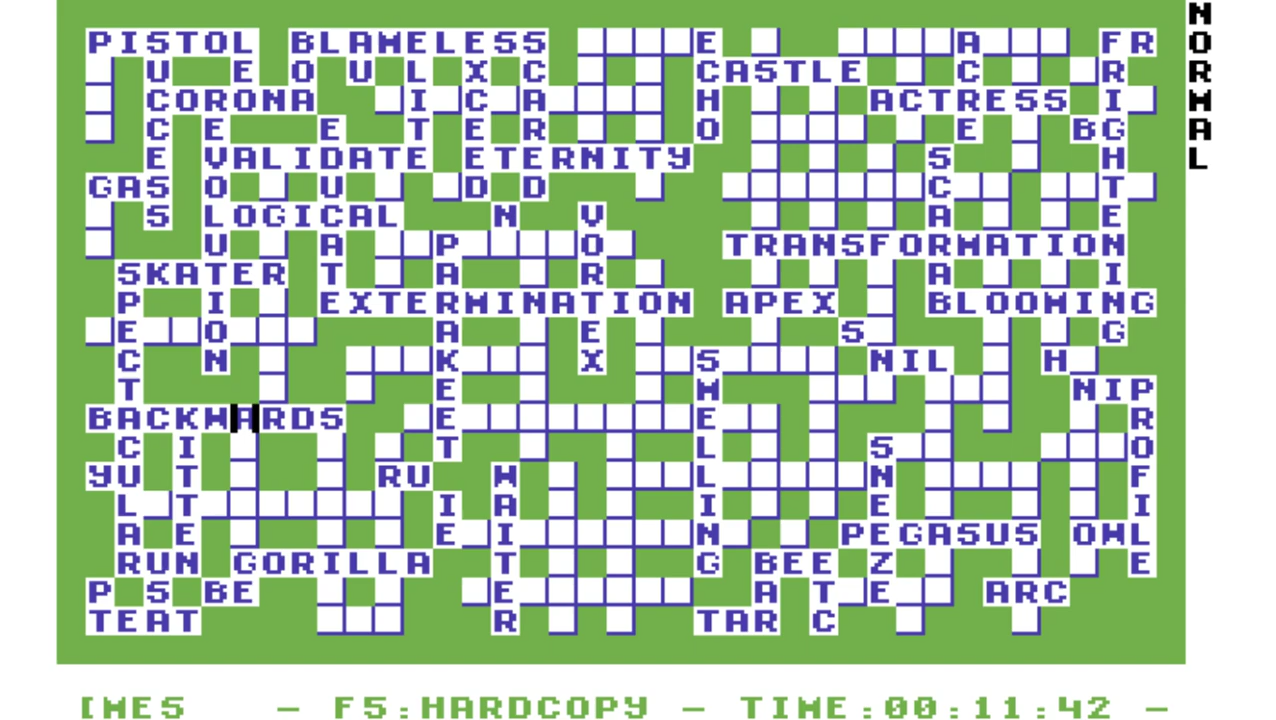 PISTOL BLAMELESS E A FR
U E O U L X C CASTLE C R
CORONA I C A H ACTRESS I
C E E T E R O E BG
E VALIDATE ETERNITY S H
GAS O U D D C T
S LOGICAL N V A E
U A P O TRANSFORMATION
SKATER T A R A I
P I EXTERMINATION APEX BLOOMING
E O A E S G
C N K X S NIL H
T E M NIP
BACKWARDS E E R
C I T L S O
YU T RU W L N F
L T I A I E I
A E E I N PEGASUS OWL
RUN GORILLA T G BEE Z E
P S BE E A T E ARC
TEAT R TAR C
NORMAL
[ME5 - F5:HARDCOPY - TIME:00:11:42 -